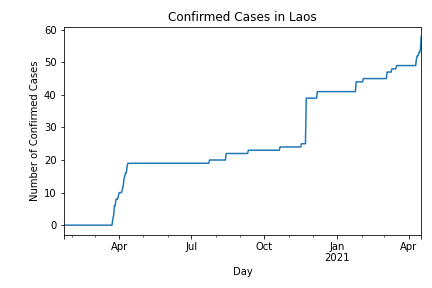 Confirmed Cases in Laos
60
50
40
30
20
10
0
Number of Confirmed Cases
Apr Jul Oct Jan Apr
2021
Day